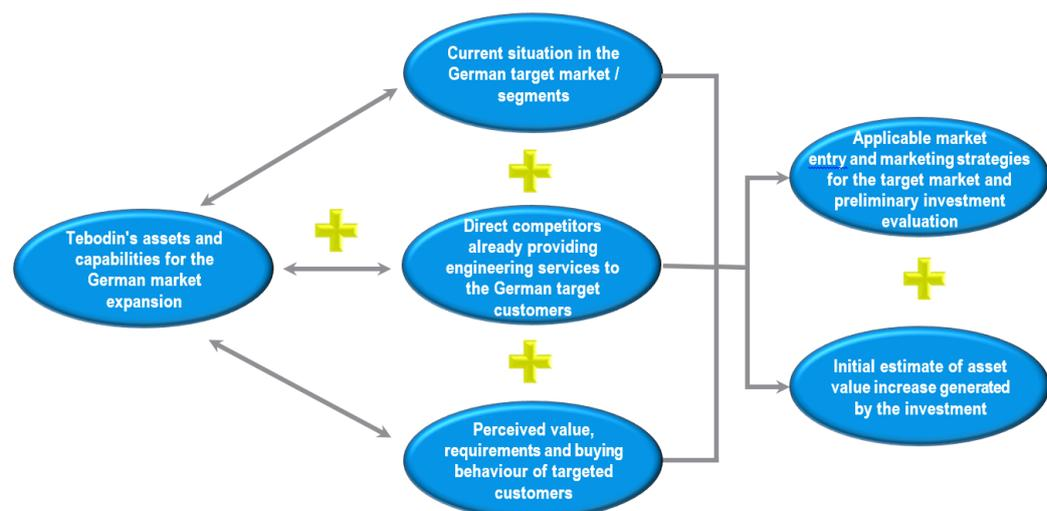 Current situation in the
German target market /
segments
Applicable market
entry and marketing strategies
for the target market and
preliminary investment
evaluation
Tebodin's assets and
capabilities for the
German market
expansion
Direct competitors
already providing
engineering services to
the German target
customers
Initial estimate of asset
value increase generated
by the investment
Perceived value,
requirements and buying
behaviour of targeted
customers